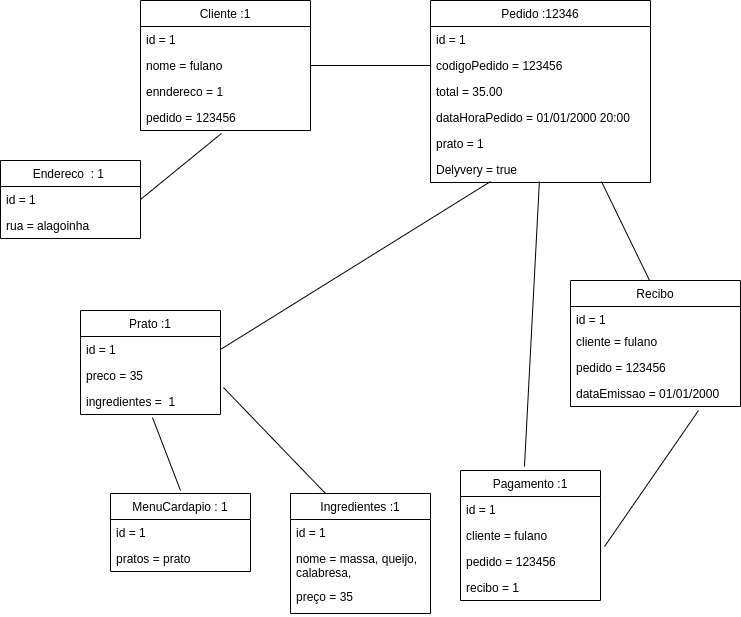 Cliente :1
id = 1
nome = fulano
enndereco = 1
pedido = 123456
Pedido :12346
id = 1
codigoPedido = 123456
total = 35.00
dataHoraPedido = 01/01/2000 20:00
prato = 1
Delyvery = true
Endereco : 1
id = 1
rua = alagoinha
Recibo
id = 1
cliente = fulano
pedido = 123456
dataEmissao = 01/01/2000
Prato :1
id = 1
preco = 35
ingredientes = 1
MenuCardapio : 1
id = 1
pratos = prato
Ingredientes :1
id = 1
nome = massa, queijo,
calabresa,
preço = 35
Pagamento :1
id = 1
cliente = fulano
pedido = 123456
recibo = 1